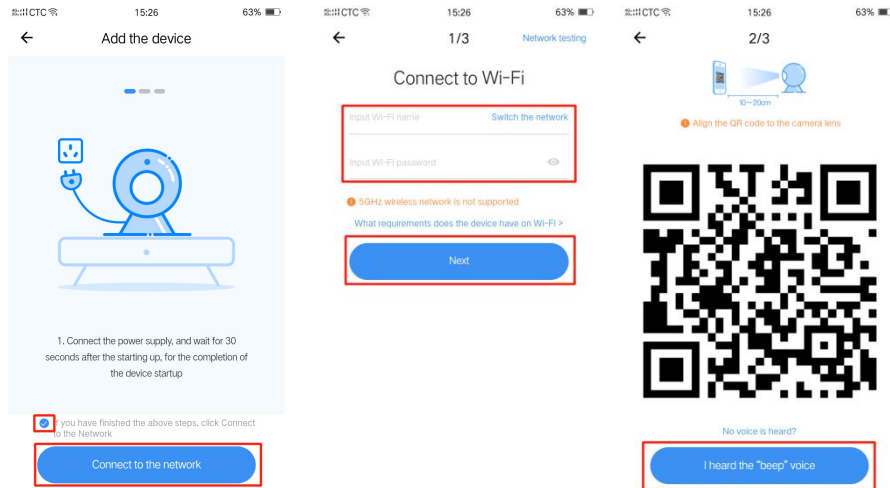 CTC
15:26
63%
Add the device
1. Connect the power supply, and wait for 30
seconds after the starting up, for the completion of
the device startup
If you have finished the above steps, click Connect
to the Network
Connect to the network
CTC
15:26
63%
1/3
Network testing
Connect to Wi-Fi
Input Wi-Fi name
Switch the network
Input Wi-Fi password
5GHz wireless network is not supported
What requirements does the device have on Wi-Fi >
Next
CTC
15:26
63%
2/3
10~20cm
Align the QR code to the camera lens
No voice is heard?
I heard the "beep" voice